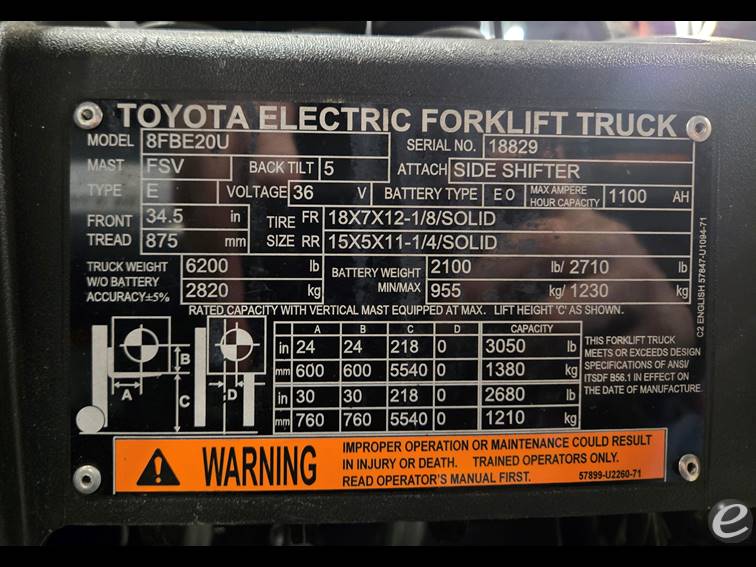 TOYOTA ELECTRIC FORKLIFT TRUCK
MODEL 8FBE20U SERIAL NO. 18829
MAST FSV BACK TILT 5 ATTACH SIDE SHIFTER
TYPE E VOLTAGE 36 V BATTERY TYPE E O MAX AMPERE HOUR CAPACITY 1100 AH
FRONT 34.5 in TIRE FR 18X7X12-1/8/SOLID
TREAD 875 mm SIZE RR 15X5X11-1/4/SOLID
TRUCK WEIGHT 6200 lb BATTERY WEIGHT 2100 lb/ 2710
W/O BATTERY
ACCURACY±5% 2820 kg MIN/MAX 955 kg/ 1230 kg
RATED CAPACITY WITH VERTICAL MAST EQUIPPED AT MAX. LIFT HEIGHT 'C' AS SHOWN.
A B C D
A B C D CAPACITY
in 24 24 218 0 3050 lb
mm 600 600 5540 0 1380 kg
in 30 30 218 0 2680 lb
mm 760 760 5540 0 1210 kg
THIS FORKLIFT TRUCK
MEETS OR EXCEEDS DESIGN
SPECIFICATIONS OF ANSI/
ITSDF B56.1 IN EFFECT ON
THE DATE OF MANUFACTURE.
C2 ENGLISH 57847-U1094-71
WARNING
IMPROPER OPERATION OR MAINTENANCE COULD RESULT
IN INJURY OR DEATH. TRAINED OPERATORS ONLY.
READ OPERATOR'S MANUAL FIRST. 57899-U2260-71
e